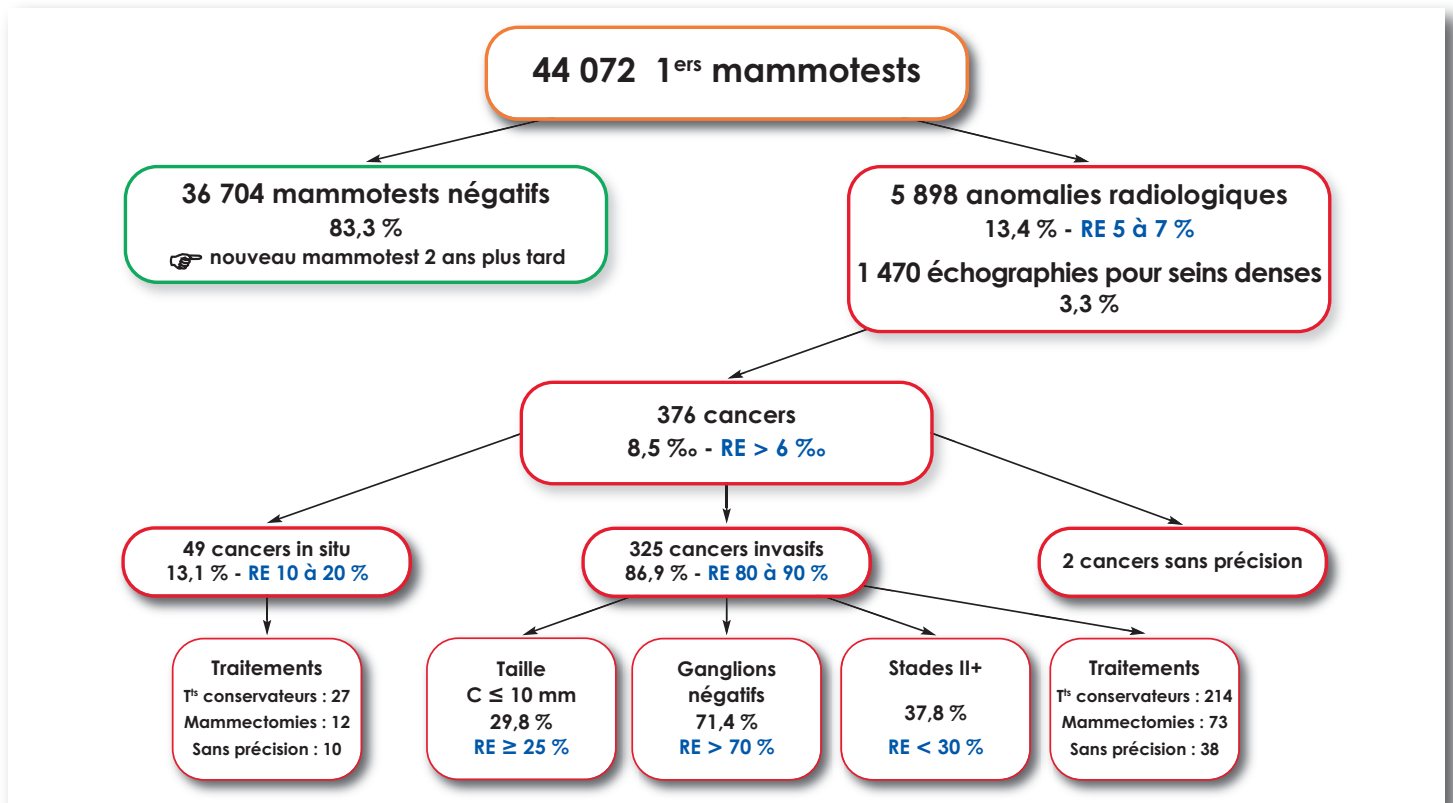 44 072 1ers mammotests
36 704 mammotests négatifs
83,3 %
☞ nouveau mammotest 2 ans plus tard
5 898 anomalies radiologiques
13,4 % - RE 5 à 7 %
1 470 échographies pour seins denses
3,3 %
376 cancers
8,5 ‰ - RE > 6 ‰
49 cancers in situ
13,1 % - RE 10 à 20 %
325 cancers invasifs
86,9 % - RE 80 à 90 %
2 cancers sans précision
Traitements
Tts conservateurs : 27
Mammectomies : 12
Sans précision : 10
Taille
C ≤ 10 mm
29,8 %
RE ≥ 25 %
Ganglions
négatifs
71,4 %
RE > 70 %
Stades II+
37,8 %
RE < 30 %
Traitements
Tts conservateurs : 214
Mammectomies : 73
Sans précision : 38